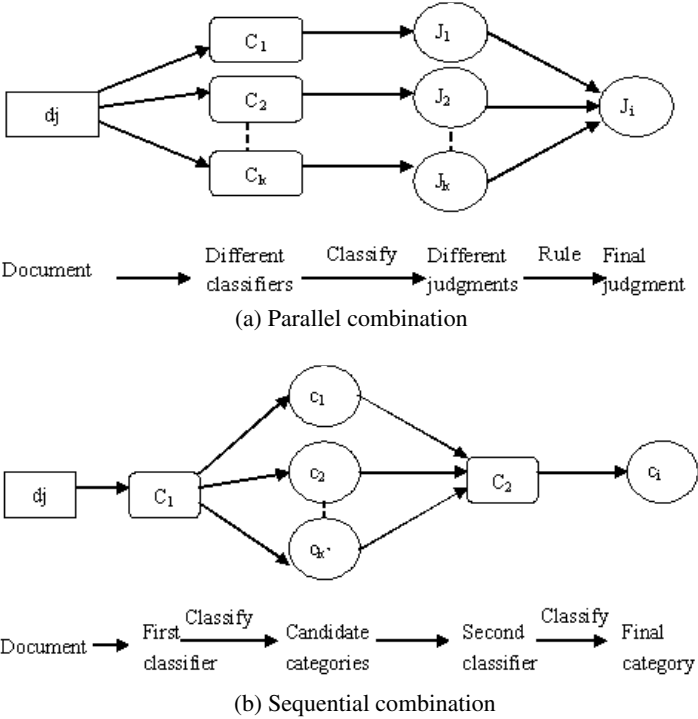 C1
J1
dj
C2
J2
Ji
Ck
Jk
Document
Different
classifiers
Classify
Different
judgments
Rule
Final
judgment
(a) Parallel combination
c1
dj
C1
c2
C2
ci
ck'
Document
First
classifier
Classify
Candidate
categories
Second
classifier
Classify
Final
category
(b) Sequential combination